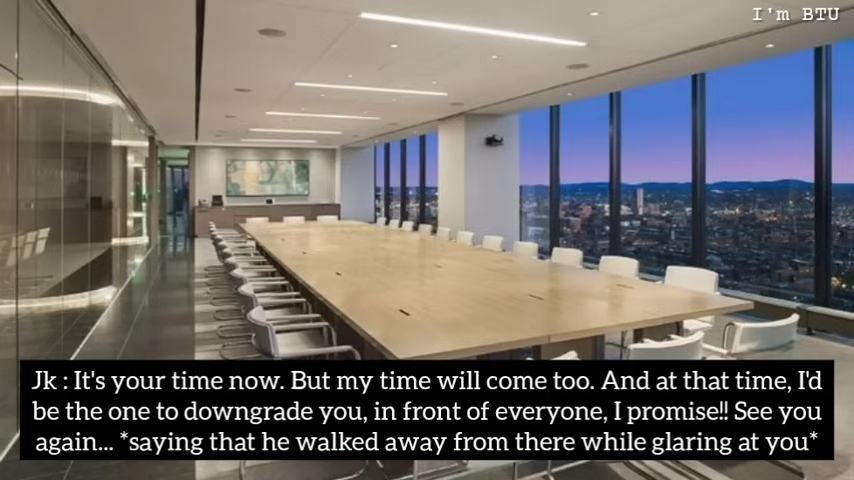 I'm BTU
Jk : It's your time now. But my time will come too. And at that time, I'd
be the one to downgrade you, in front of everyone, I promise!! See you
again... *saying that he walked away from there while glaring at you*